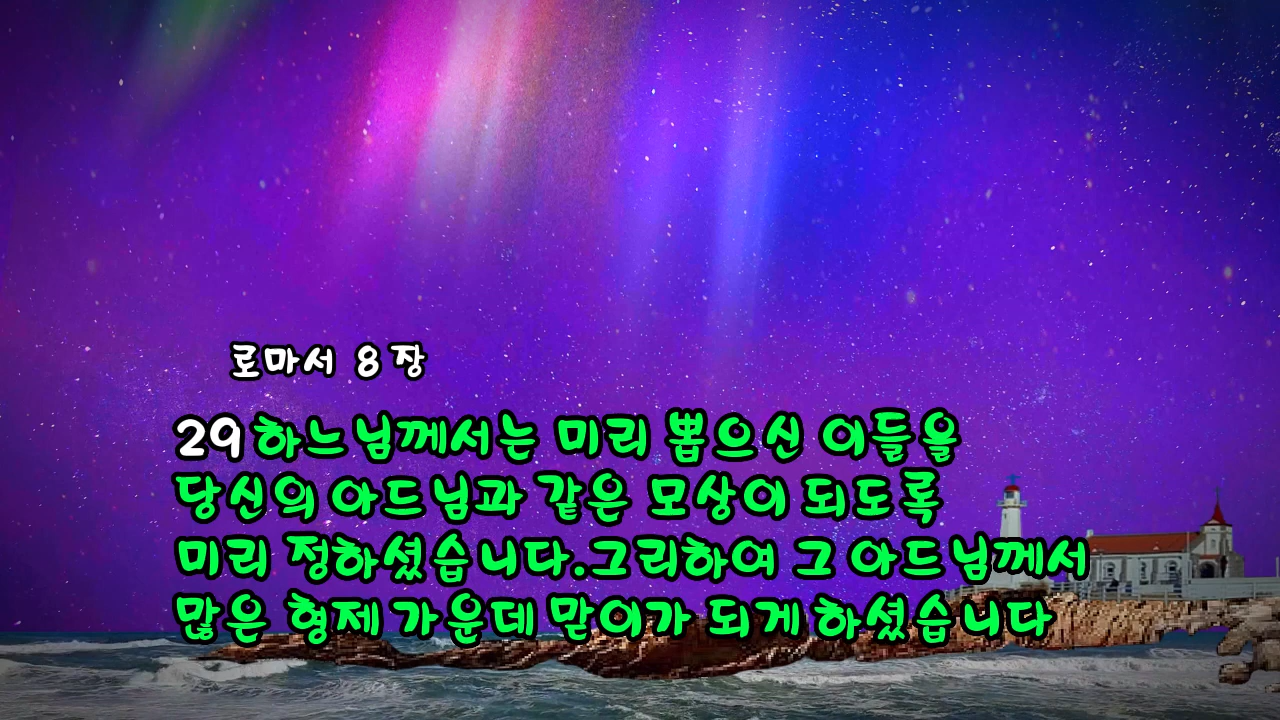 로마서 8 장
29 하느님께서는 미리 뽑으신 이들을
당신의 아드님과 같은 모상이 되도록
미리 정하셨습니다.그리하여 그 아드님께서
많은 형제 가운데 맏이가 되게 하셨습니다